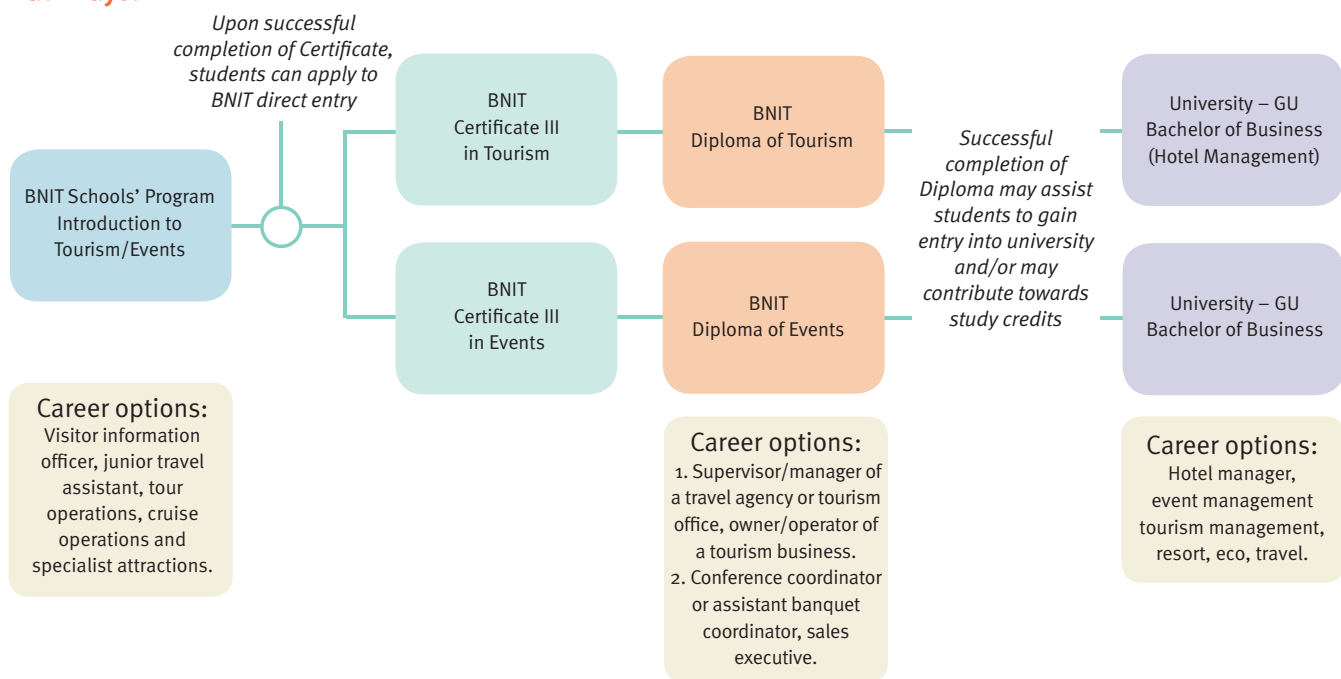 Upon successful
completion of Certificate,
students can apply to
BNIT direct entry
BNIT Schools’ Program
Introduction to
Tourism/Events
BNIT
Certificate III
in Tourism
BNIT
Diploma of Tourism
University – GU
Bachelor of Business
(Hotel Management)
BNIT
Certificate III
in Events
BNIT
Diploma of Events
Successful
completion of
Diploma may assist
students to gain
entry into university
and/or may
contribute towards
study credits
University – GU
Bachelor of Business
Career options:
Visitor information
officer, junior travel
assistant, tour
operations, cruise
operations and
specialist attractions.
Career options:
1. Supervisor/manager of
a travel agency or tourism
office, owner/operator of
a tourism business.
2. Conference coordinator
or assistant banquet
coordinator, sales
executive.
Career options:
Hotel manager,
event management
tourism management,
resort, eco, travel.